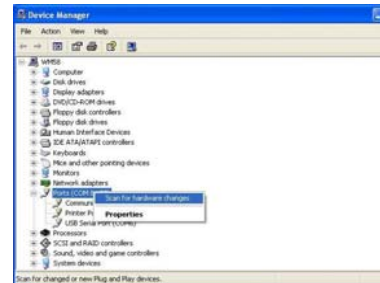 Device Manager
File Action View Help
WM58
Computer
Disk drives
Display adapters
DVD/CD-ROM drives
Floppy disk controllers
Floppy disk drives
Human Interface Devices
IDE ATA/ATAPI controllers
Keyboards
Mice and other pointing devices
Monitors
Network adapters
Ports (COM
Scan for hardware changes
Properties
Printer
USB Serial Port (COM6)
Processors
SCSI and RAID controllers
Sound, video and game controllers
System devices
Scan for changed or new Plug and Play devices.